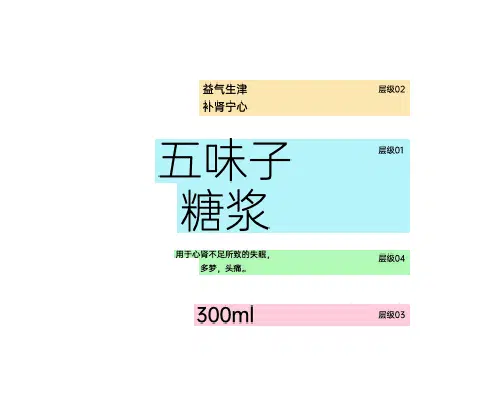 益气生津 层级02
补肾宁心
五味子 层级01
糖浆
用于心肾不足所致的失眠，
多梦，头痛。 层级04
300ml 层级03